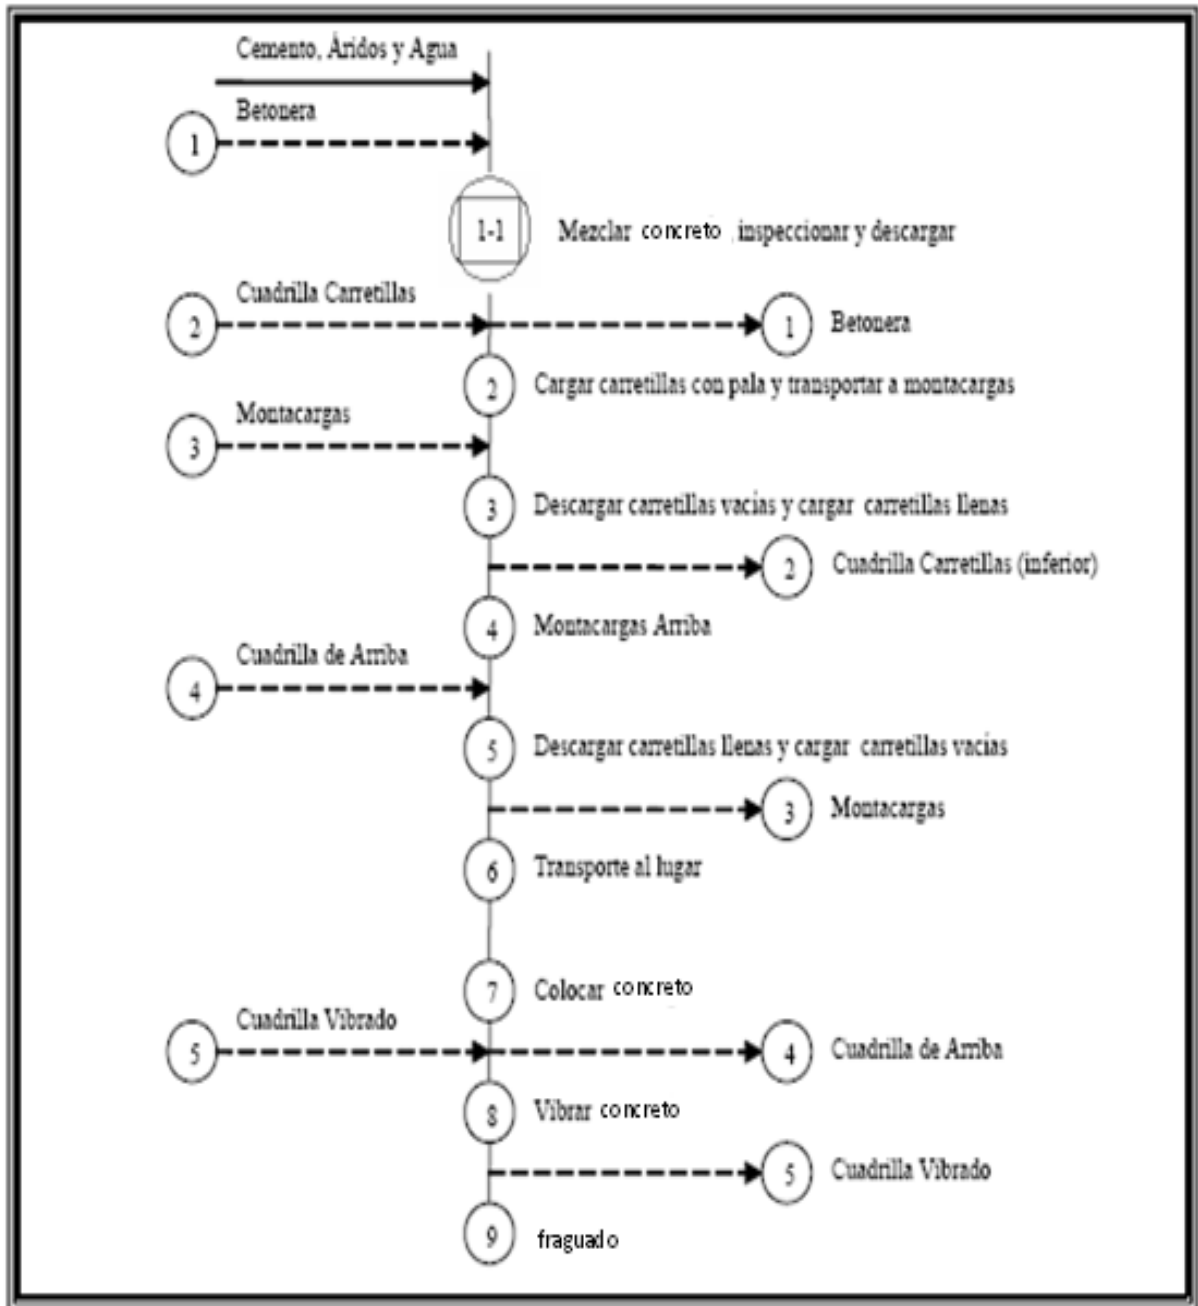 Cemento, Áridos y Agua
Betonera
1
1-1 Mezclar concreto, inspeccionar y descargar
Cuadrilla Carretillas
2
1 Betonera
2 Cargar carretillas con pala y transportar a montacargas
Montacargas
3
3 Descargar carretillas vacías y cargar carretillas llenas
2 Cuadrilla Carretillas (inferior)
4 Montacargas Arriba
Cuadrilla de Arriba
4
5 Descargar carretillas llenas y cargar carretillas vacías
3 Montacargas
6 Transporte al lugar
7 Colocar concreto
Cuadrilla Vibrado
5
4 Cuadrilla de Arriba
8 Vibrar concreto
5 Cuadrilla Vibrado
9 fraguado